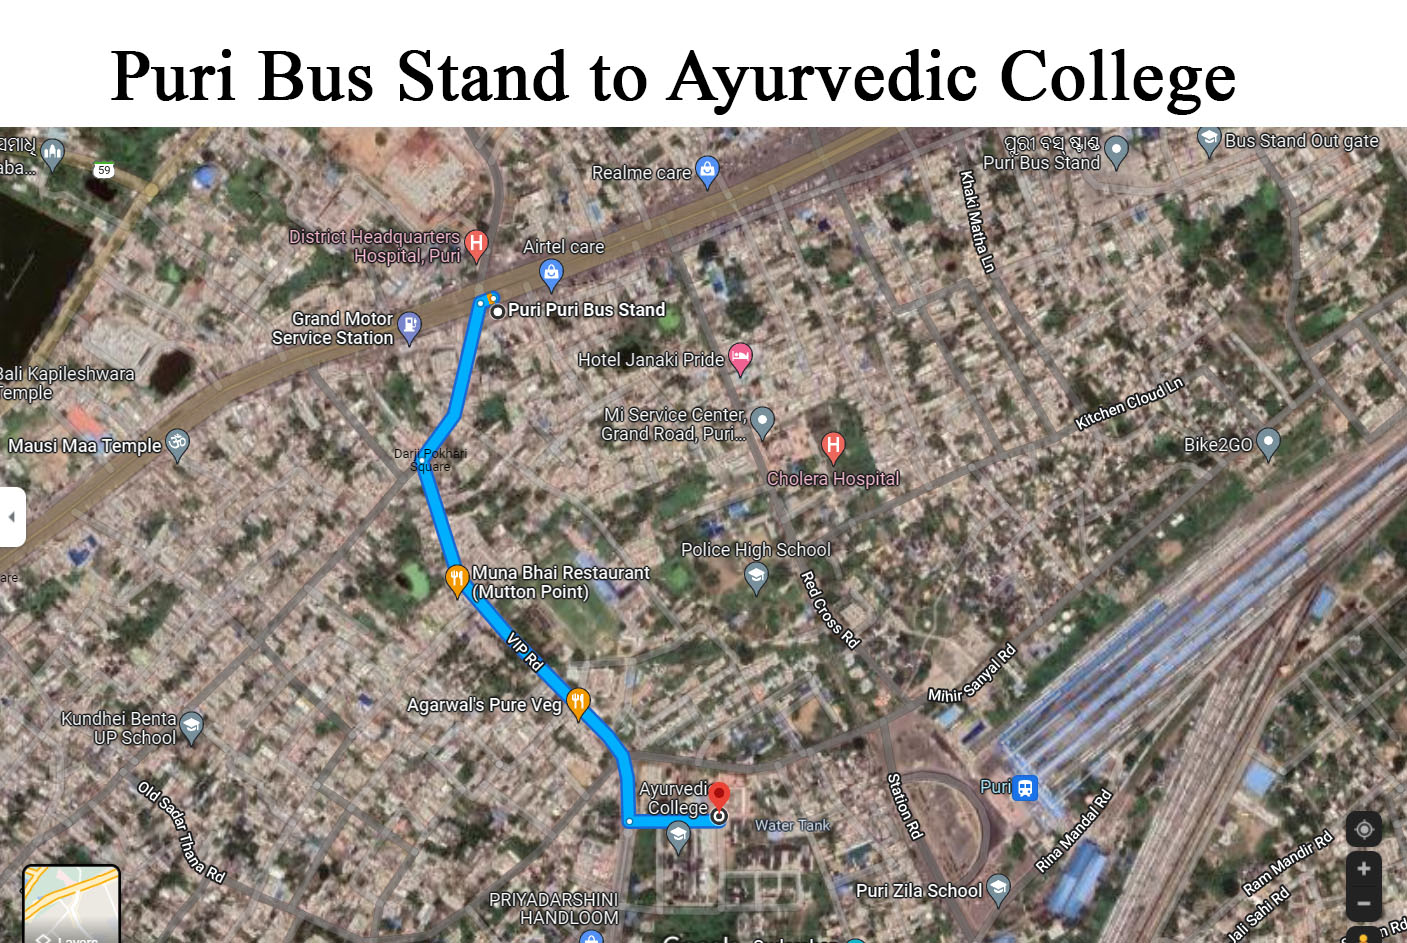 Puri Bus Stand to Ayurvedic College
ସମାଧି
aba...
59
Realme care
ପୁରୀ ବସ୍ ଷ୍ଟାଣ୍ଡ
Puri Bus Stand
Bus Stand Out gate
Khaki Matha Ln
District Headquarters
Hospital, Puri
Airtel care
Puri Puri Bus Stand
Grand Motor
Service Station
Hotel Janaki Pride
Bali Kapileshwara
Temple
Kitchen Cloud Ln
Mi Service Center,
Grand Road, Puri...
Mausi Maa Temple
Darji Pokhari
Square
Bike2GO
Cholera Hospital
Police High School
are
Muna Bhai Restaurant
(Mutton Point)
Red Cross Rd
VIP Rd
Mihir Sanyal Rd
Agarwal's Pure Veg
Kundhei Benta
UP School
Old Sadar Thana Rd
Ayurvedi
College
Puri
Water Tank
Station Rd
Rina Mandal Rd
Ram Mandir Rd
Puri Zila School
PRIYADARSHINI
HANDLOOM
Jali Sahi Rd
n Rd
Layers